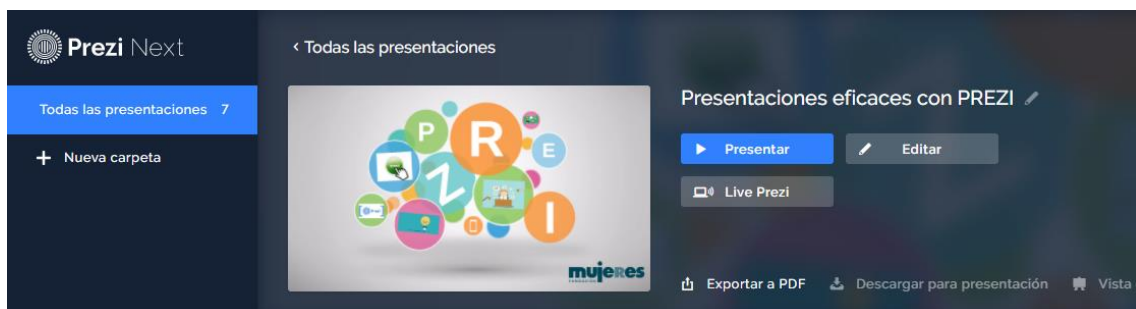 Prezi Next
Todas las presentaciones 7
+ Nueva carpeta
‹ Todas las presentaciones
P R E
Z I
mujeres
Presentaciones eficaces con PREZI
Presentar
Editar
Live Prezi
Exportar a PDF
Descargar para presentación
Vista